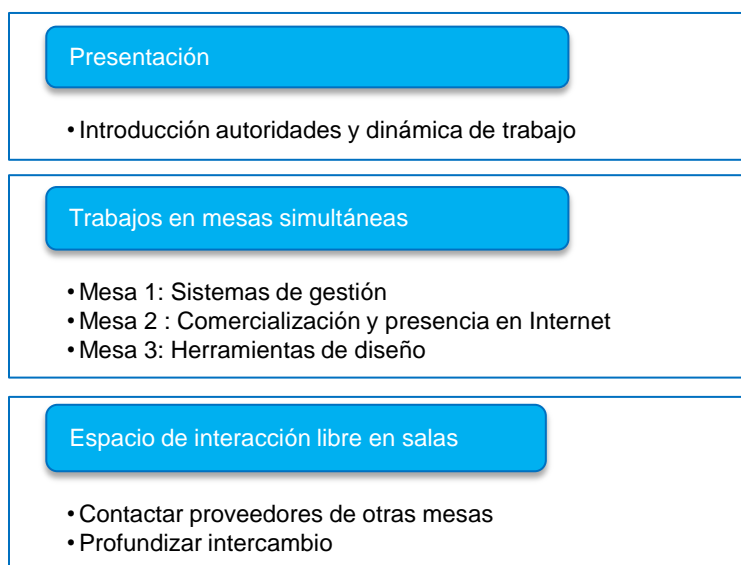 Presentación
• Introducción autoridades y dinámica de trabajo
Trabajos en mesas simultáneas
• Mesa 1: Sistemas de gestión
• Mesa 2 : Comercialización y presencia en Internet
• Mesa 3: Herramientas de diseño
Espacio de interacción libre en salas
• Contactar proveedores de otras mesas
• Profundizar intercambio